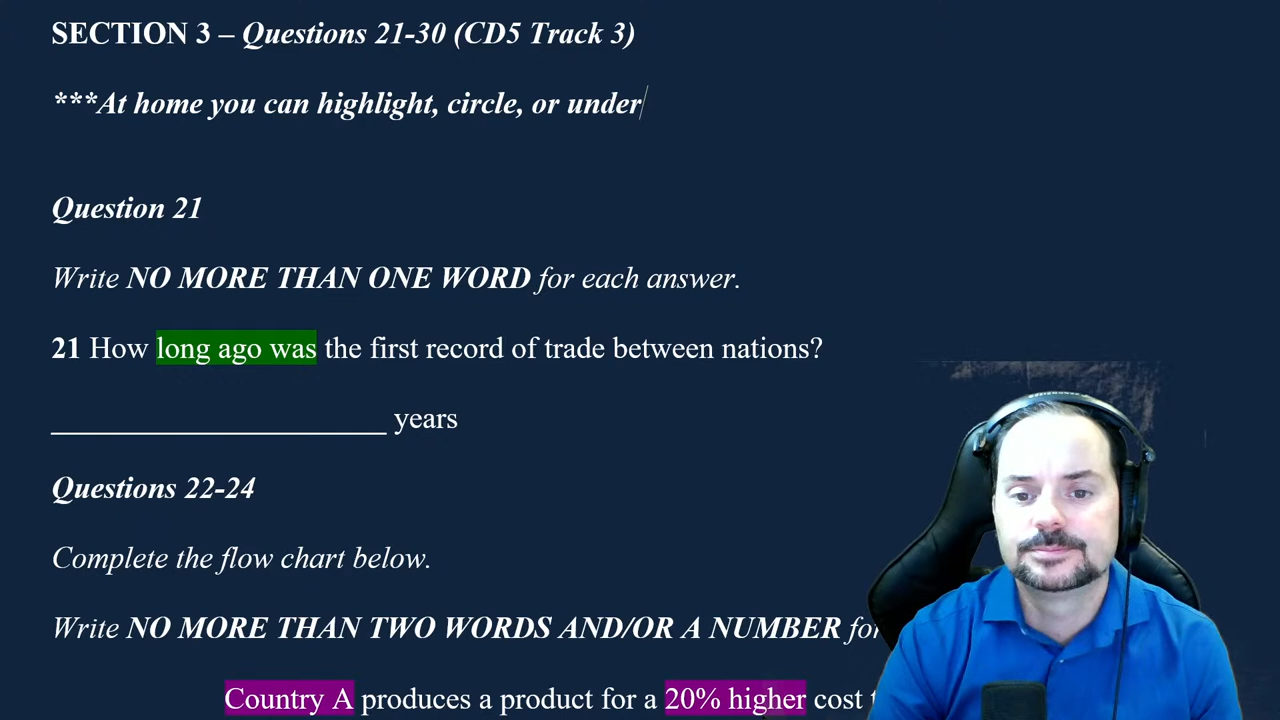 SECTION 3 – Questions 21-30 (CD5 Track 3)
***At home you can highlight, circle, or under
Question 21
Write NO MORE THAN ONE WORD for each answer.
21 How long ago was the first record of trade between nations?
______________________ years
Questions 22-24
Complete the flow chart below.
Write NO MORE THAN TWO WORDS AND/OR A NUMBER
Country A produces a product for a 20% higher cost